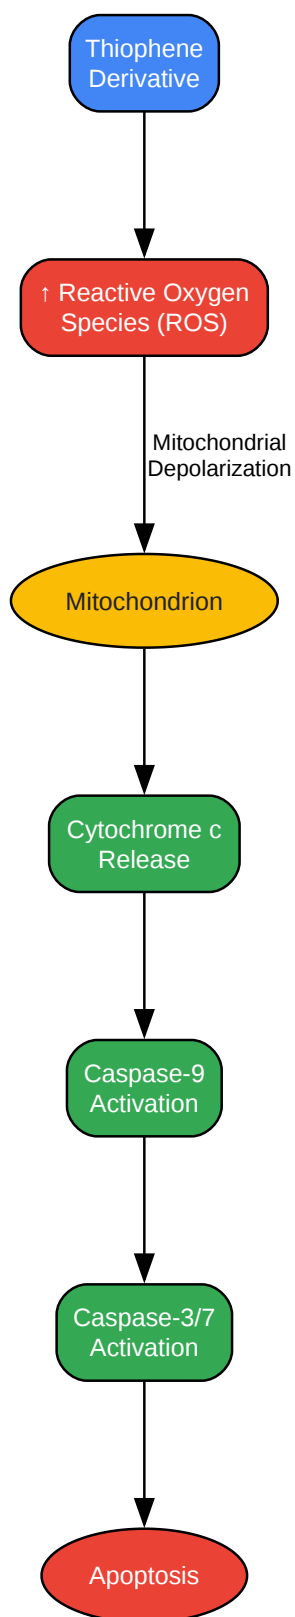 Thiophene
Derivative
↑ Reactive Oxygen
Species (ROS)
Mitochondrial
Depolarization
Mitochondrion
Cytochrome c
Release
Caspase-9
Activation
Caspase-3/7
Activation
Apoptosis